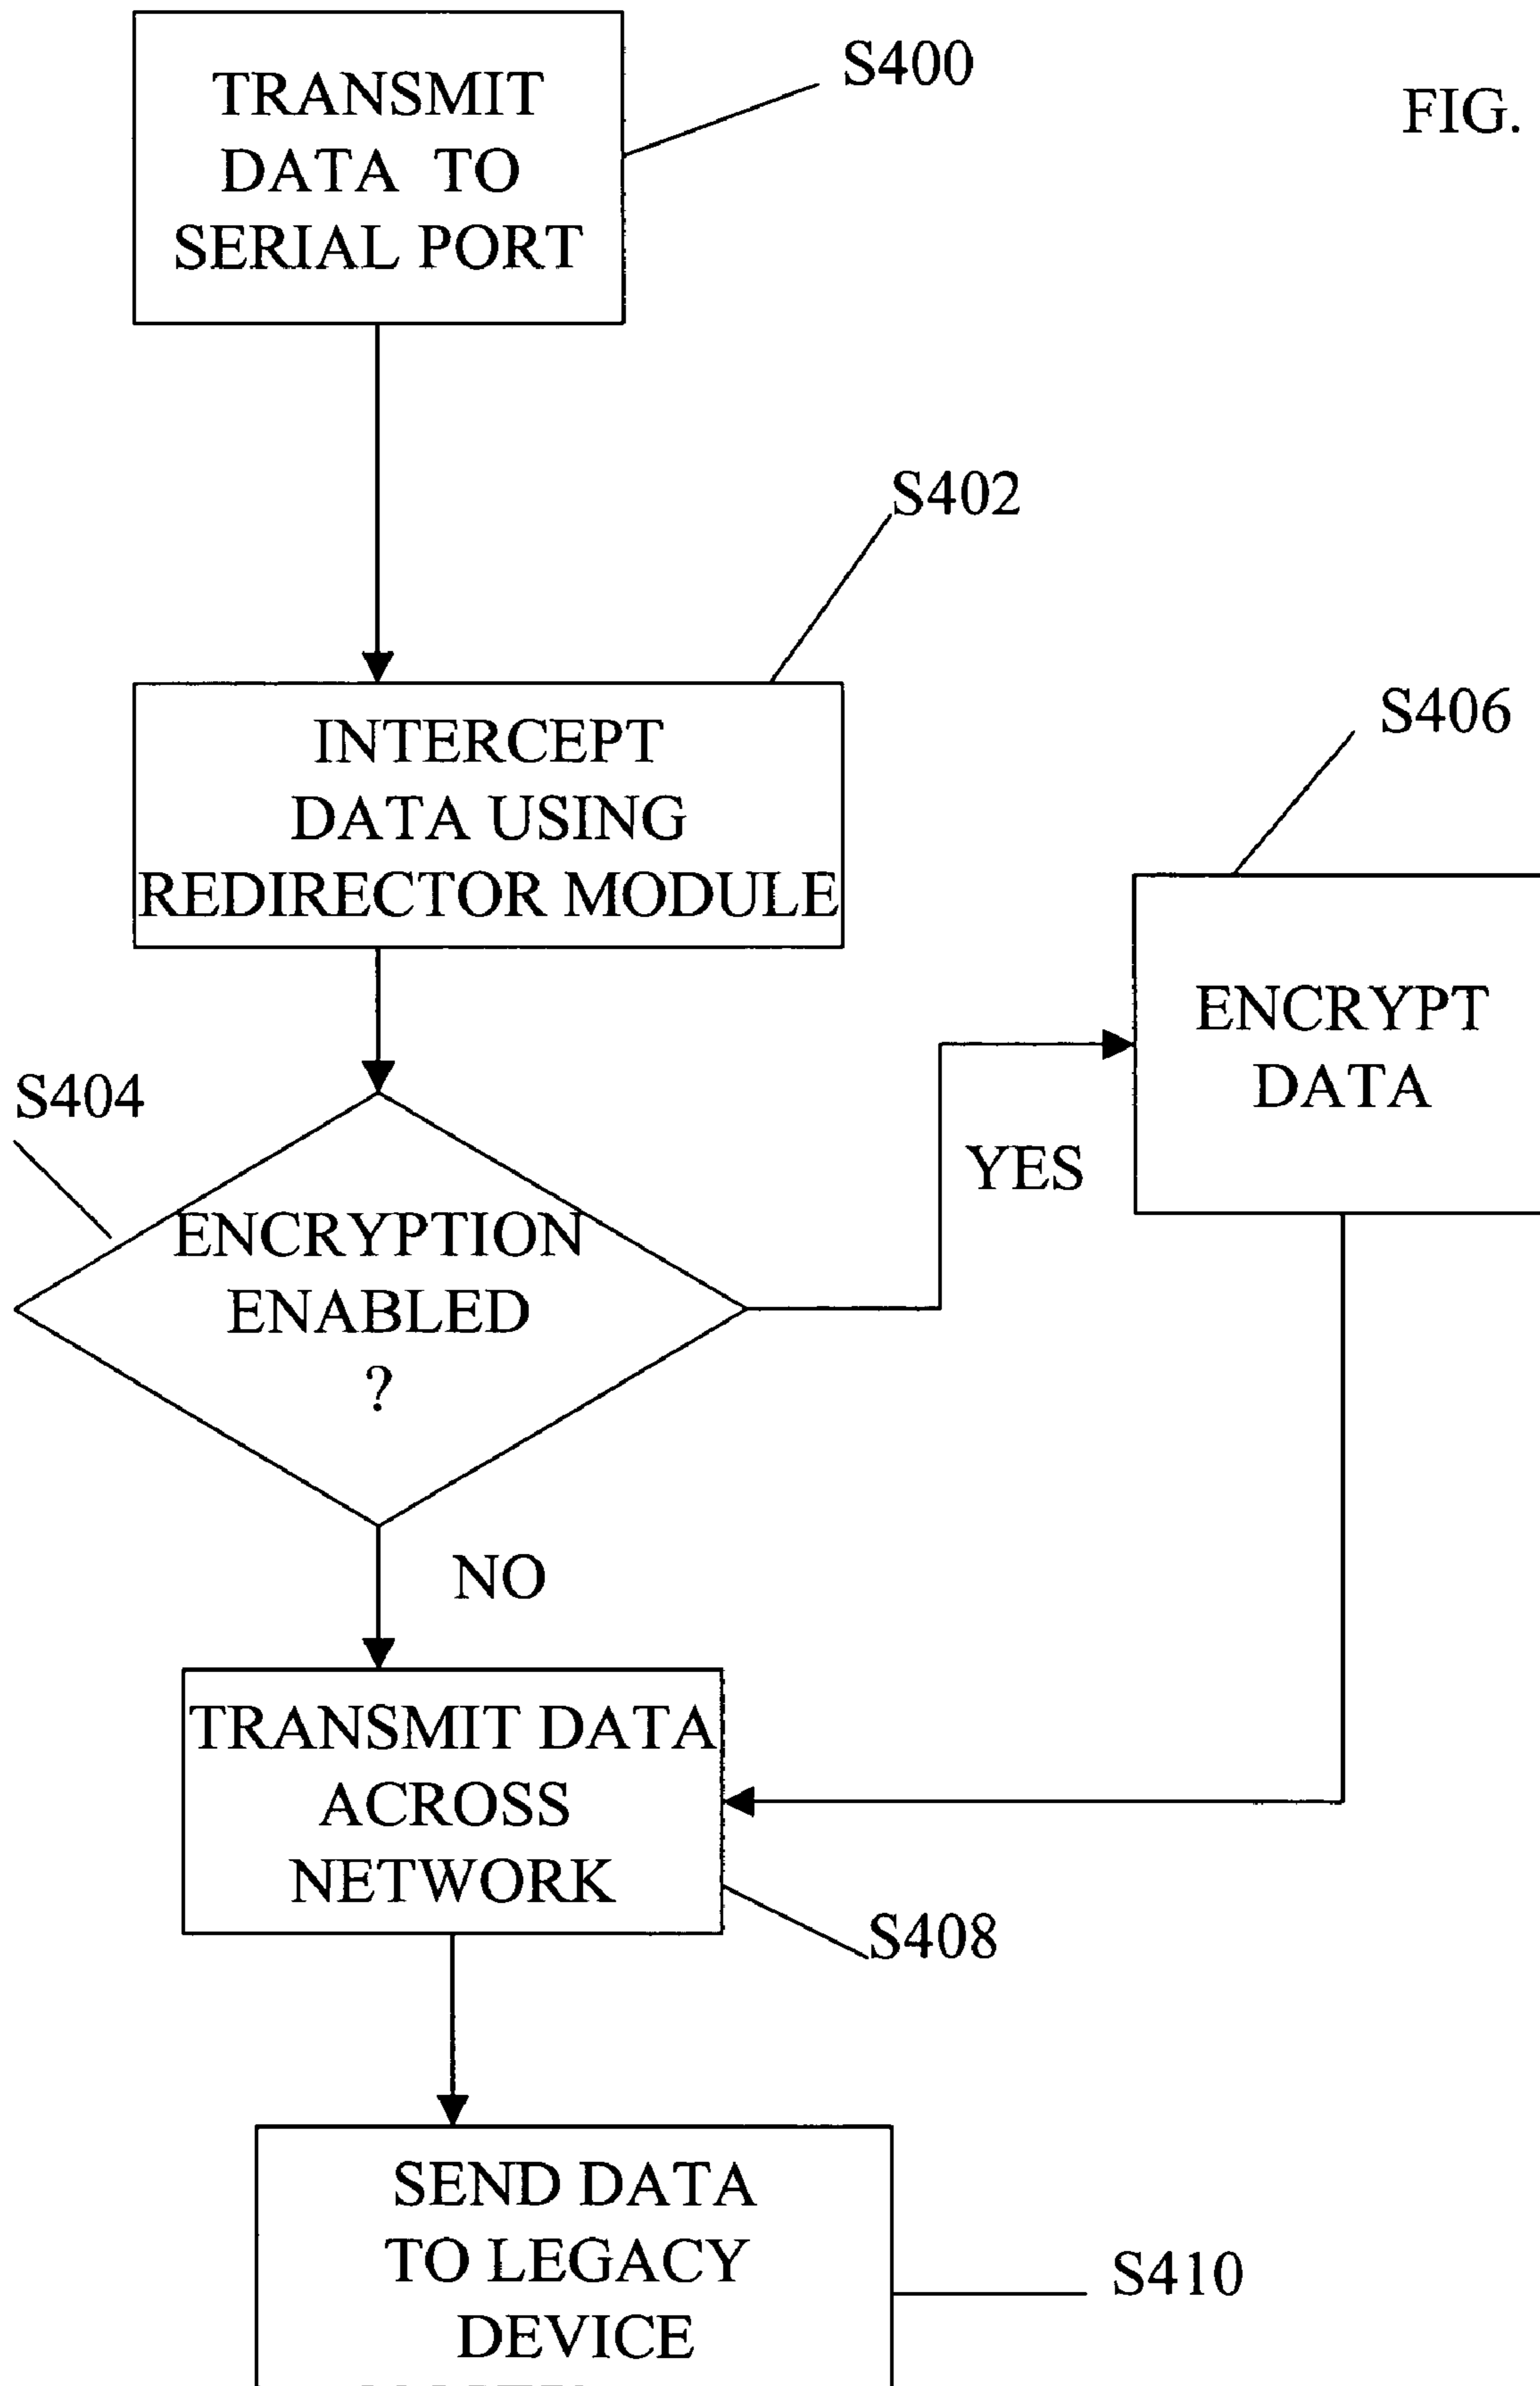 TRANSMIT
DATA TO
SERIAL PORT
S400
FIG.
S402
INTERCEPT
DATA USING
REDIRECTOR MODULE
S406
ENCRYPT
DATA
S404
YES
ENCRYPTION
ENABLED
?
NO
TRANSMIT DATA
ACROSS
NETWORK
S408
SEND DATA
TO LEGACY
DEVICE
S410